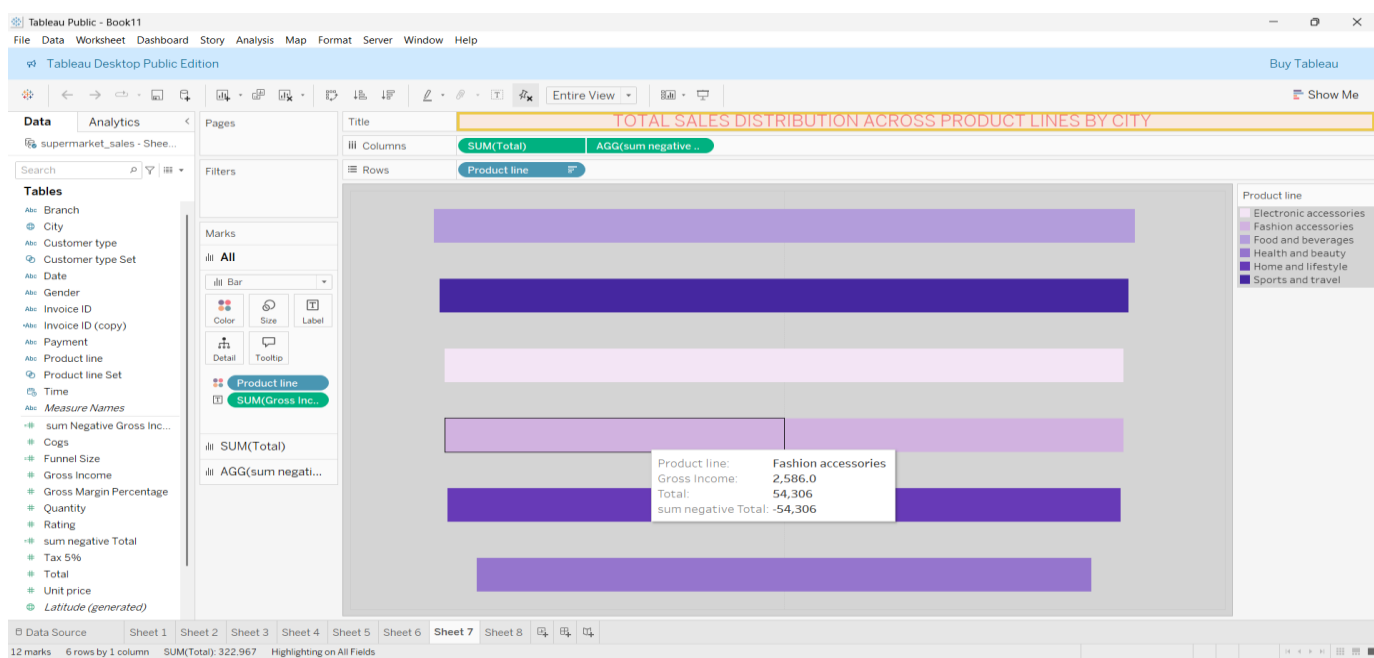 Tableau Public - Book11
File Data Worksheet Dashboard Story Analysis Map Format Server Window Help
Tableau Desktop Public Edition
Buy Tableau
Entire View
Show Me
Data
Analytics
supermarket_sales - Shee...
Search
Tables
Abc Branch
City
Abc Customer type
Customer type Set
Abc Date
Abc Gender
Abc Invoice ID
Abc Invoice ID (copy)
Abc Payment
Abc Product line
Product line Set
Time
Abc Measure Names
# sum Negative Gross Inc...
# Cogs
# Funnel Size
# Gross Income
# Gross Margin Percentage
# Quantity
# Rating
# sum negative Total
# Tax 5%
# Total
# Unit price
Latitude (generated)
Pages
Filters
Marks
All
Bar
Color
Size
Label
Detail
Tooltip
Product line
SUM(Gross Inc..
SUM(Total)
AGG(sum negati...
Title
TOTAL SALES DISTRIBUTION ACROSS PRODUCT LINES BY CITY
Columns
SUM(Total)
AGG(sum negative ..
Rows
Product line
Product line: Fashion accessories
Gross Income: 2,586.0
Total: 54,306
sum negative Total: -54,306
Product line
Electronic accessories
Fashion accessories
Food and beverages
Health and beauty
Home and lifestyle
Sports and travel
Data Source
Sheet 1
Sheet 2
Sheet 3
Sheet 4
Sheet 5
Sheet 6
Sheet 7
Sheet 8
12 marks 6 rows by 1 column SUM(Total): 322.967 Highlighting on All Fields